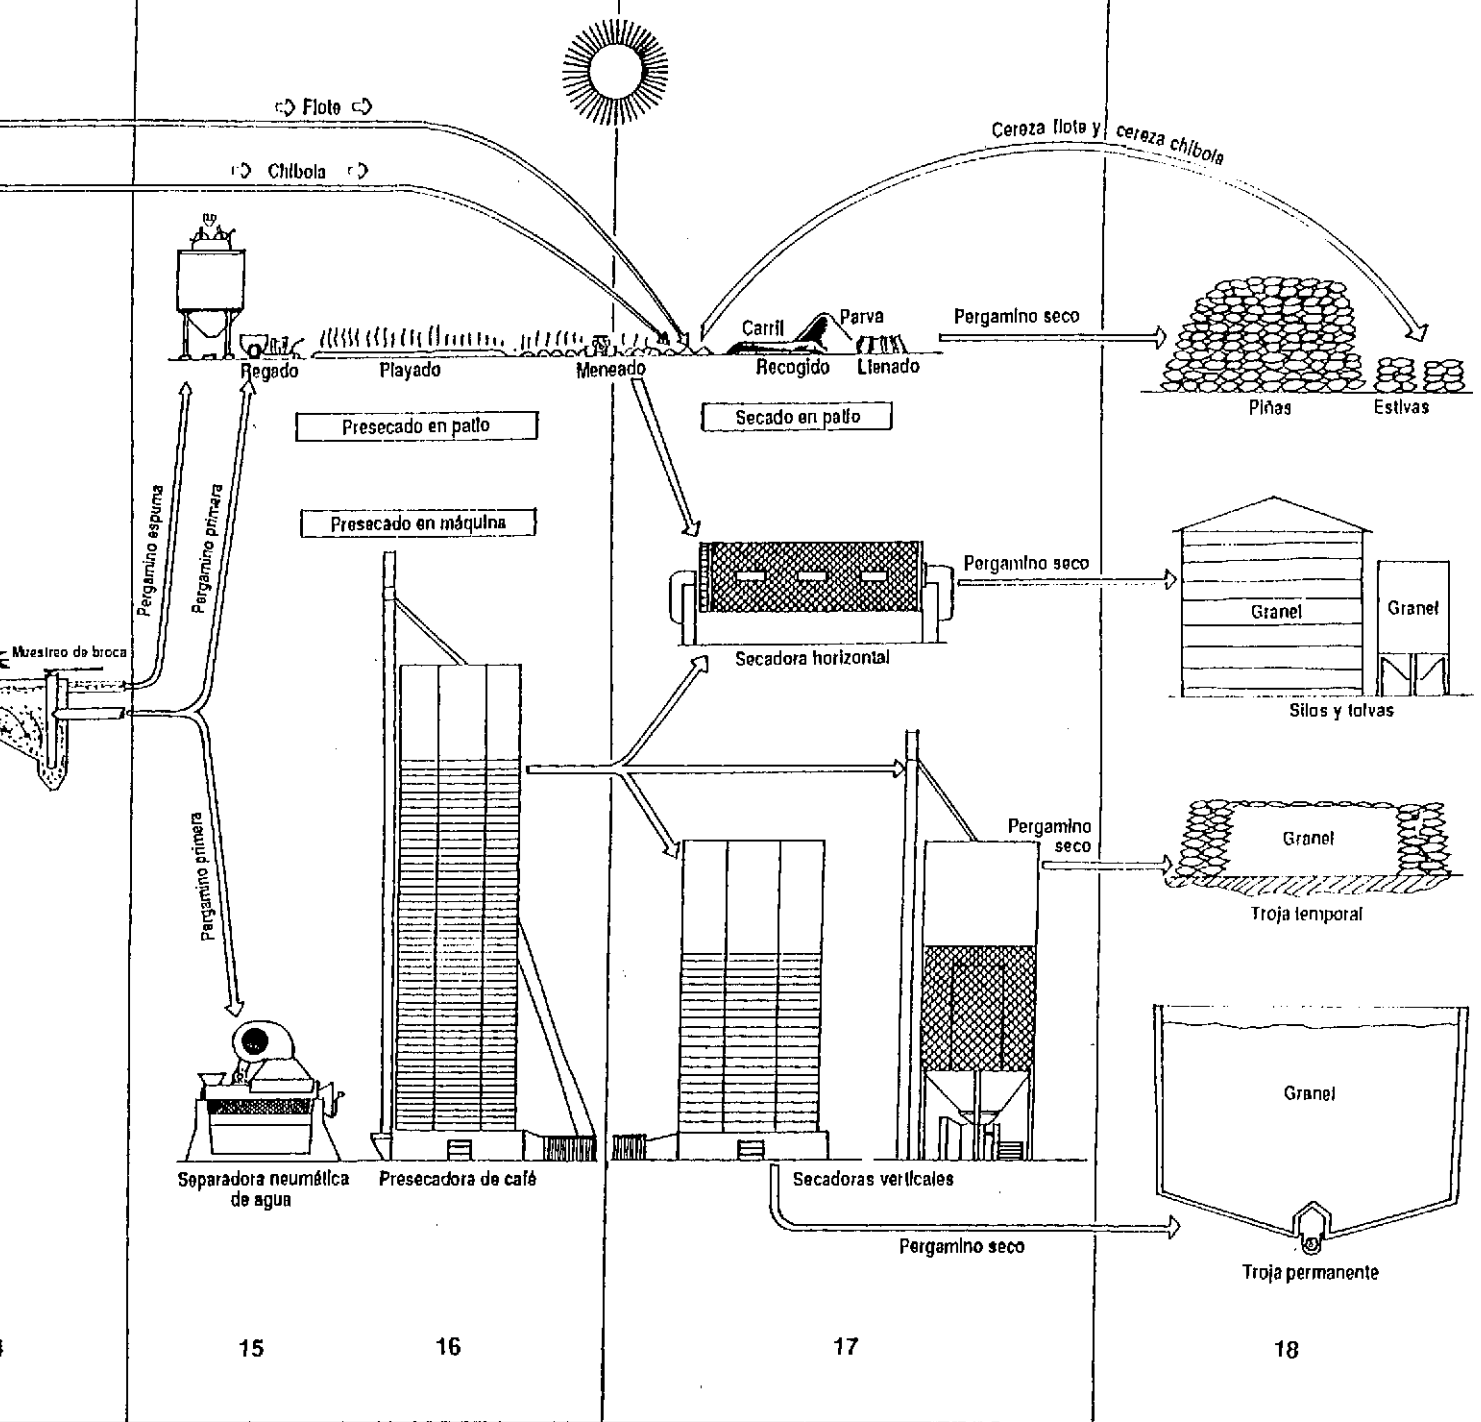 Flote
Chibola
Cereza flote y cereza chibola
Carril
Parva
Pergamino seco
Regado
Playado
Meneado
Recogido
Llenado
Piñas
Estivas
Presecado en patio
Secado en patio
Pergamino espuma
Pergamino primera
Presecado en máquina
Pergamino seco
Granel
Granel
Muestreo de broca
Secadora horizontal
Silos y tolvas
Pergamino primera
Pergamino
seco
Granel
Troja temporal
Granel
Separadora neumática
de agua
Presecadora de café
Secadoras verticales
Pergamino seco
Troja permanente
15
16
17
18